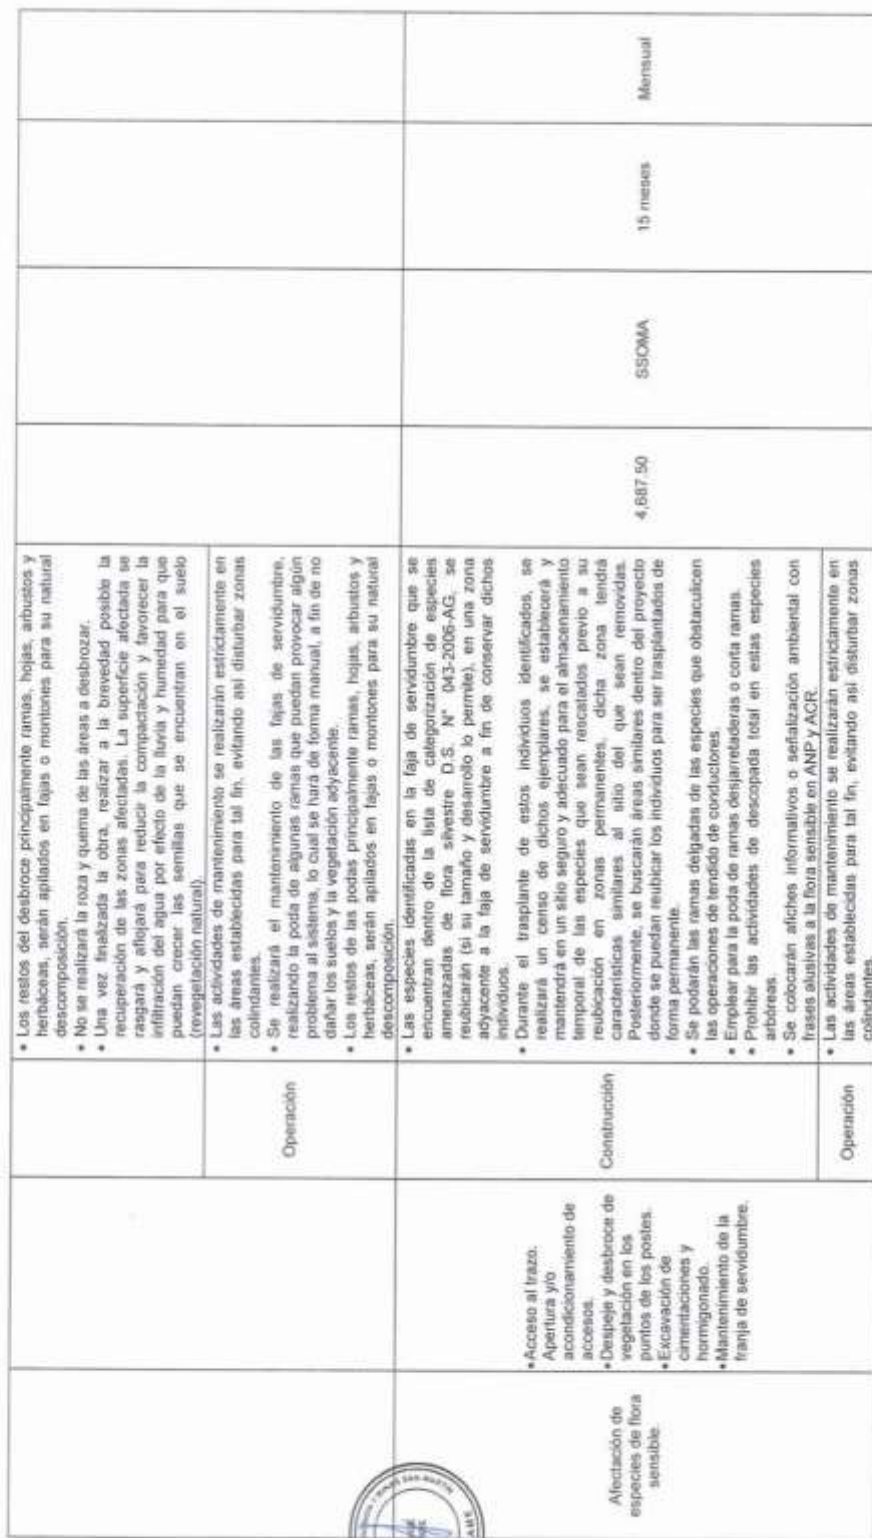 • Los restos del desbroce principalmente ramas, hojas, arbustos y
herbáceas, serán apilados en fajas o montones para su natural
descomposición.
• No se realizará la roza y quema de las áreas a desbrozar.
• Una vez finalizada la obra, realizar a la brevedad posible la
recuperación de las zonas afectadas. La superficie afectada se
rasgará y aflojará para reducir la compactación y favorecer la
infiltración del agua por efecto de la lluvia y humedad para que
puedan crecer las semillas que se encuentran en el suelo
(revegetación natural).
Operación
• Las actividades de mantenimiento se realizarán estrictamente en
las áreas establecidas para tal fin, evitando así disturbar zonas
colindantes.
• Se realizará el mantenimiento de las fajas de servidumbre,
realizando la poda de algunas ramas que puedan provocar algún
problema al sistema, lo cual se hará de forma manual, a fin de no
dañar los suelos y la vegetación adyacente.
• Los restos de las podas principalmente ramas, hojas, arbustos y
herbáceas, serán apilados en fajas o montones para su natural
descomposición.
Afectación de
especies de flora
sensible.
• Acceso al trazo.
Apertura y/o
acondicionamiento de
accesos.
• Despeje y desbroce de
vegetación en los
puntos de los postes.
• Excavación de
cimentaciones y
hormigonado.
• Mantenimiento de la
franja de servidumbre.
Construcción
• Las especies identificadas en la faja de servidumbre que se
encuentran dentro de la lista de categorización de especies
amenazadas de flora silvestre D.S. N° 043-2006-AG, se
reubicarán (si su tamaño y desarrollo lo permite), en una zona
adyacente a la faja de servidumbre a fin de conservar dichos
individuos.
• Durante el trasplante de estos individuos identificados, se
realizará un censo de dichos ejemplares, se establecerá y
mantendrá en un sitio seguro y adecuado para el almacenamiento
temporal de las especies que sean rescatados previo a su
reubicación en zonas permanentes, dicha zona tendrá
características similares al sitio del que sean removidas.
Posteriormente, se buscarán áreas similares dentro del proyecto
donde se puedan reubicar los individuos para ser trasplantados de
forma permanente.
• Se podarán las ramas delgadas de las especies que obstaculicen
las operaciones de tendido de conductores.
• Emplear para la poda de ramas desjarretaderas o corta ramas.
• Prohibir las actividades de descopada total en estas especies
arbóreas.
• Se colocarán afiches informativos o señalización ambiental con
frases alusivas a la flora sensible en ANP y ACR.
4,687.50
SSOMA
15 meses
Mensual
Operación
• Las actividades de mantenimiento se realizarán estrictamente en
las áreas establecidas para tal fin, evitando así disturbar zonas
colindantes.
SAN MARTIN